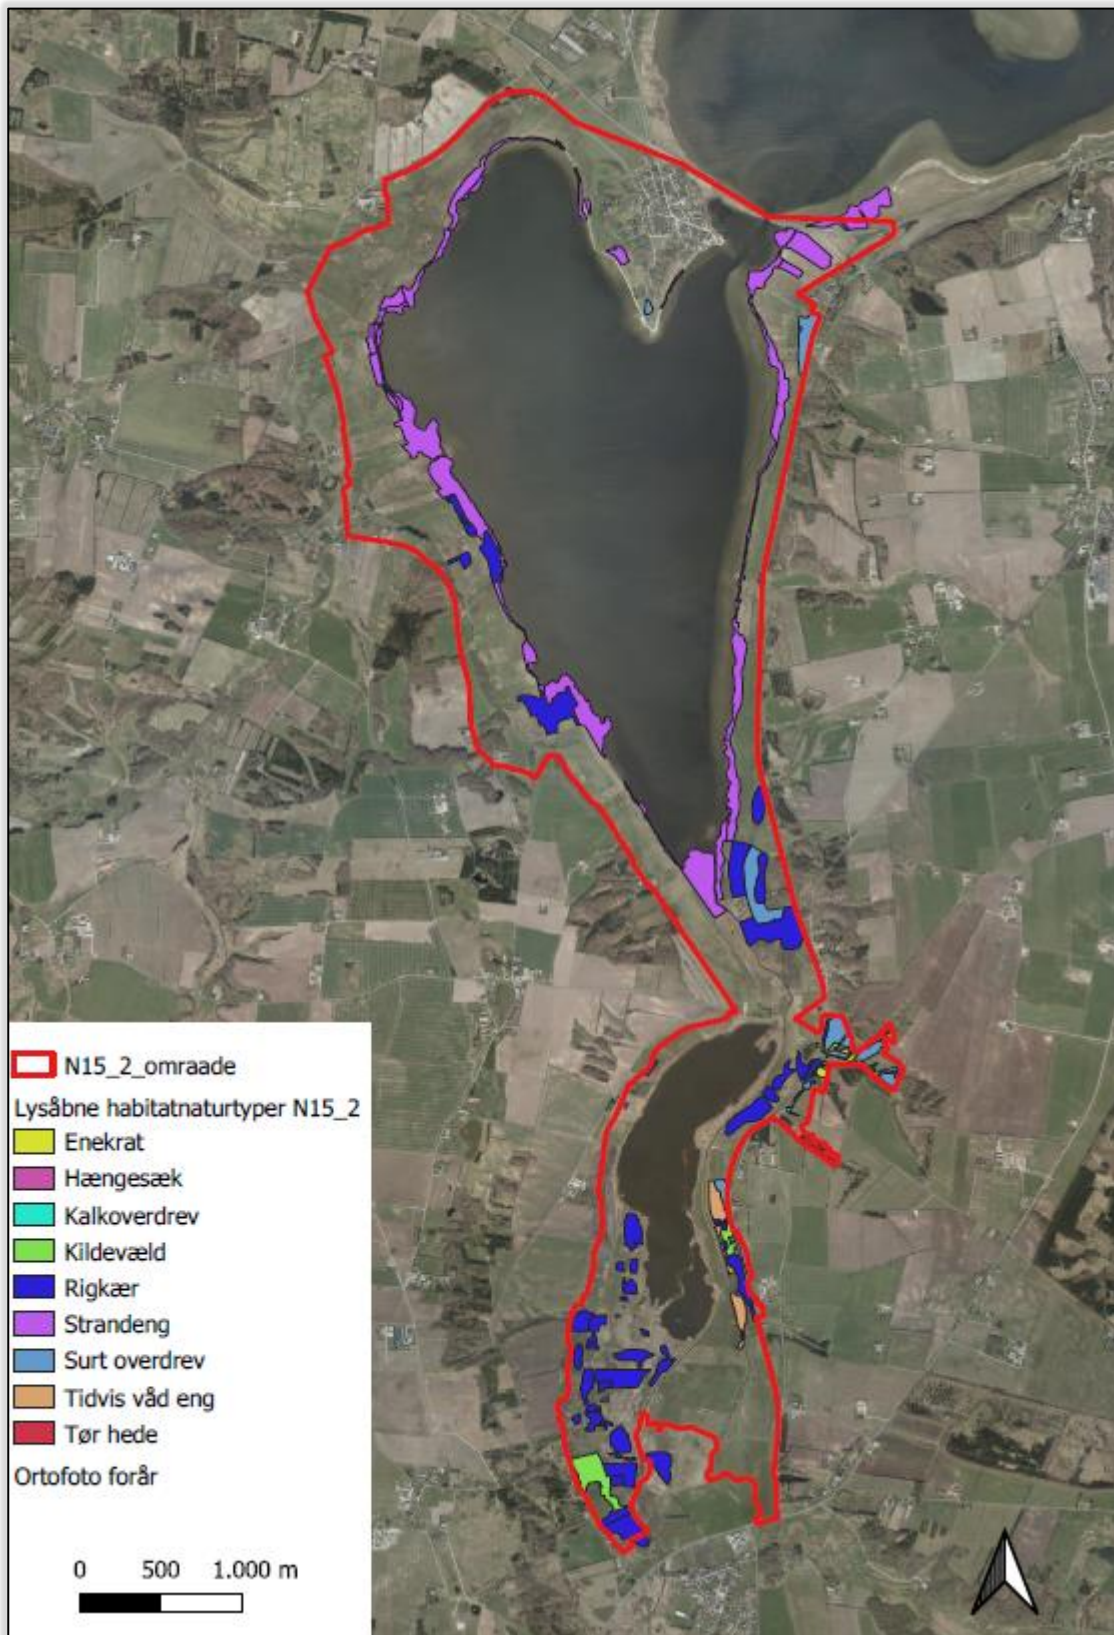 N15_2_omraade
Lysåbne habitatnaturtyper N15_2
Enekrat
Hængesæk
Kalkoverdrev
Kildevæld
Rigkær
Strandeng
Surt overdrev
Tidvis våd eng
Tør hede
Ortofoto forår
0 500 1.000 m